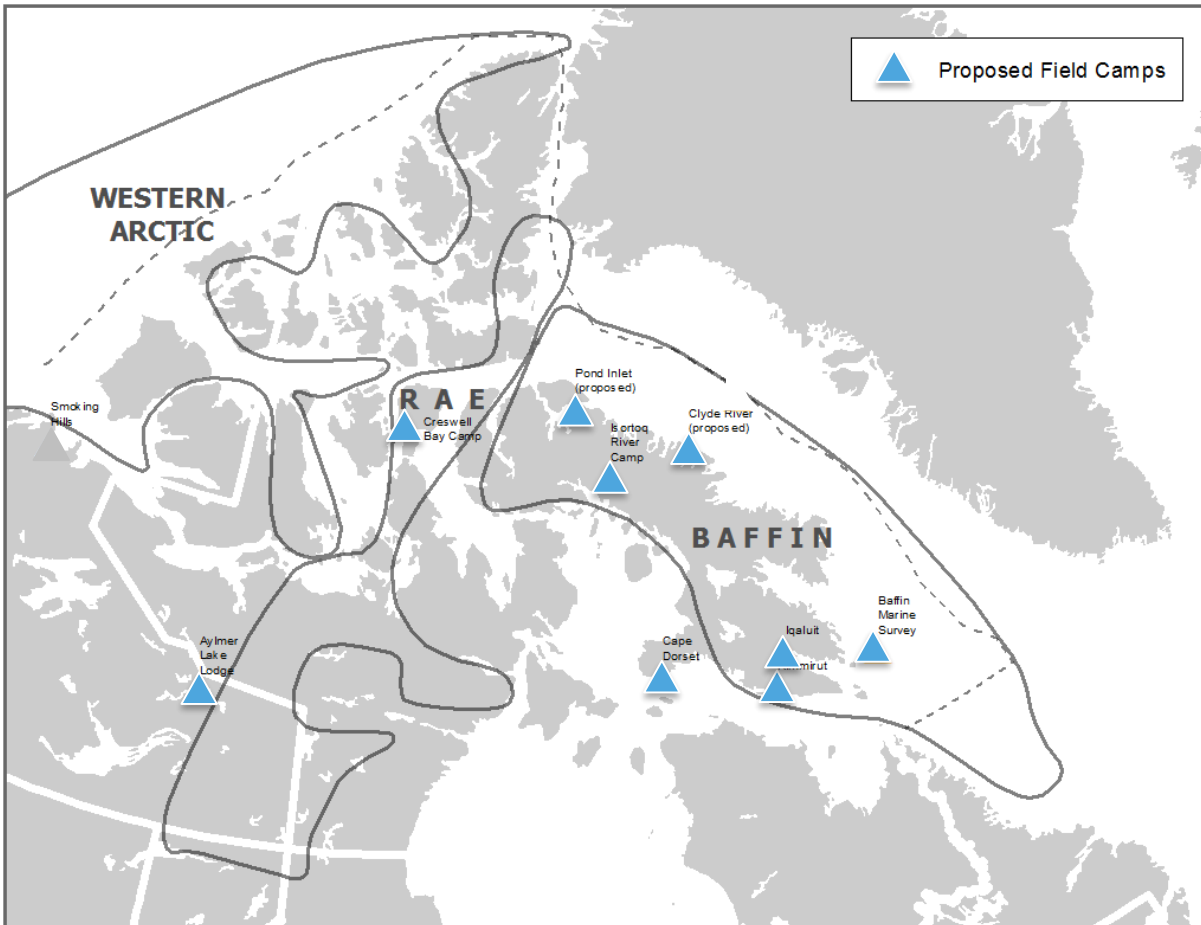 Proposed Field Camps
WESTERN
ARCTIC
Pond Inlet
(proposed)
R A E
Smoking
Hills
Creswell
Bay Camp
Clyde River
(proposed)
Isortoq
River
Camp
BAFFIN
Baffin
Marine
Survey
Iqaluit
Aylmer
Lake
Lodge
Cape
Dorset